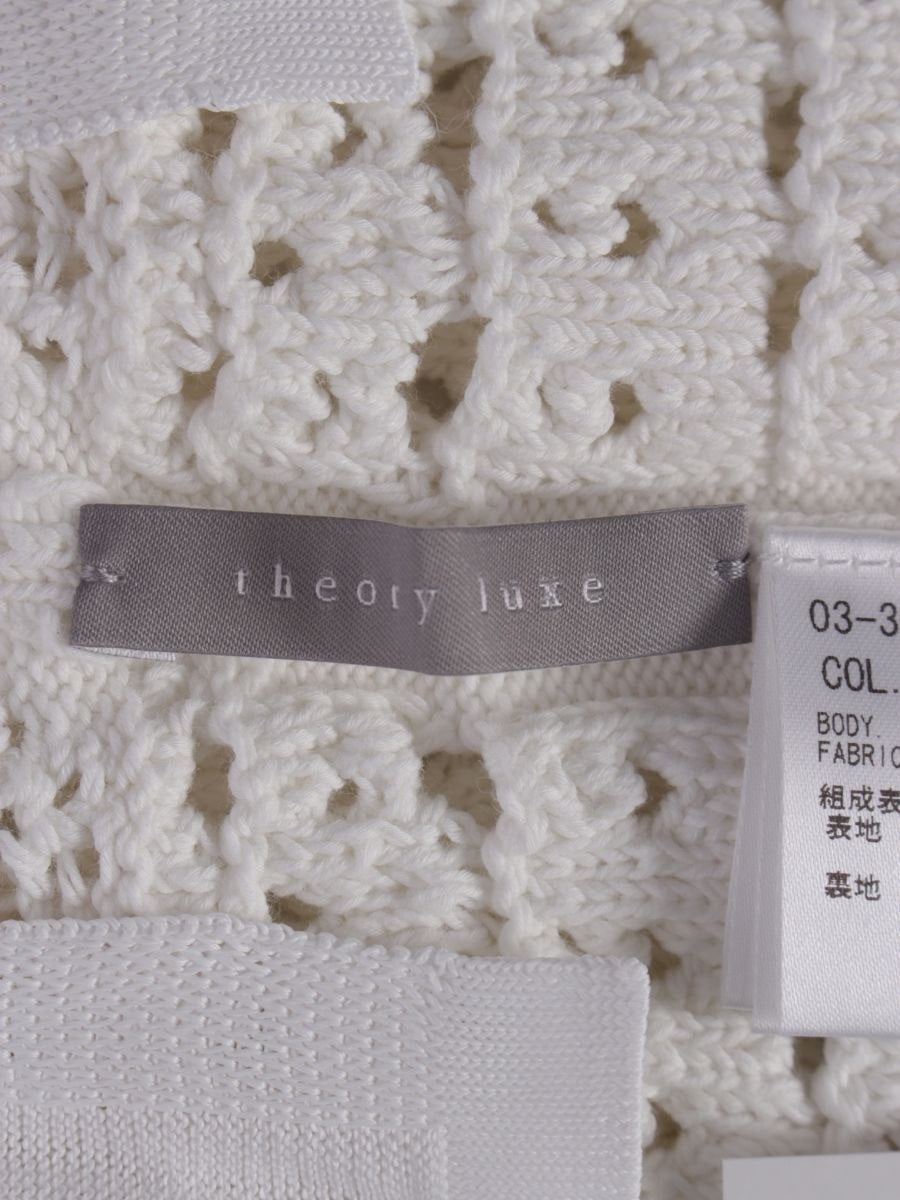 theory luxe
03-3
COL.
BODY.
FABRIC
組成表
表地
裏地